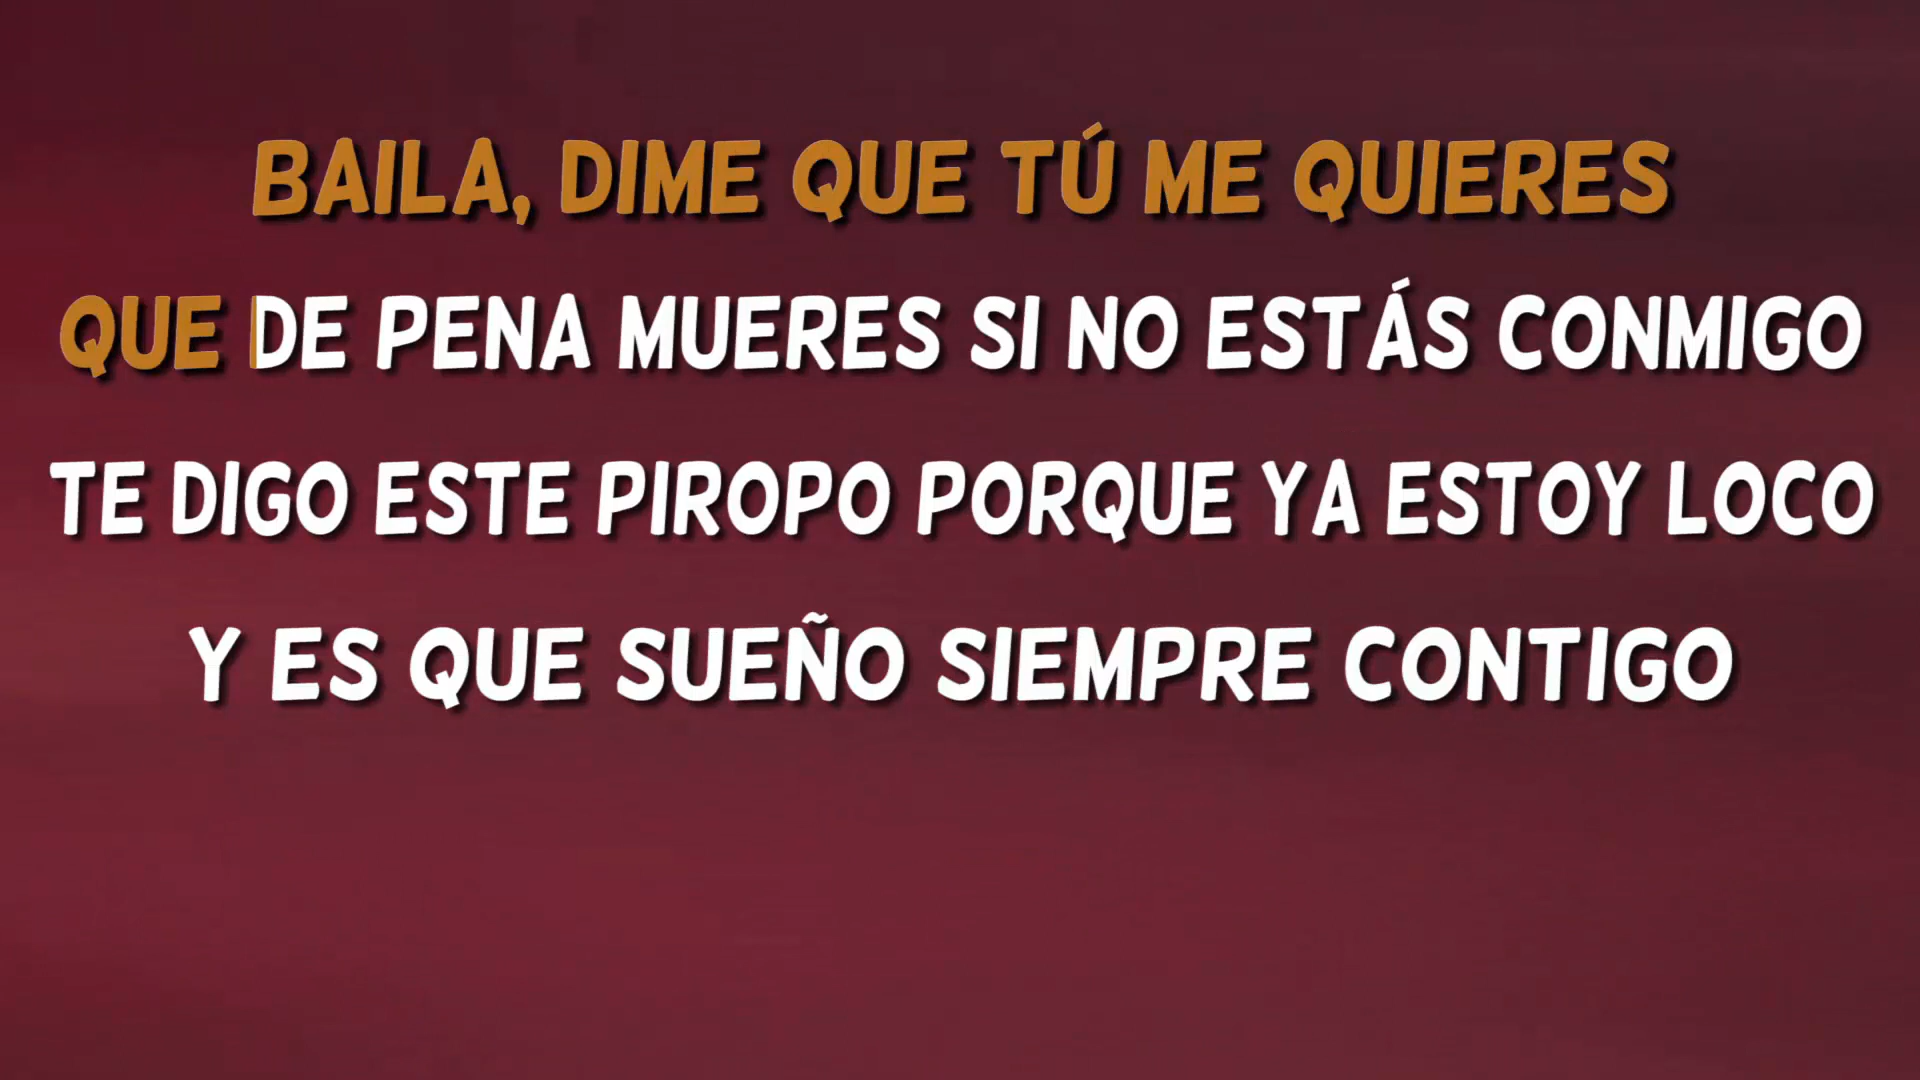 BAILA, DIME QUE TÚ ME QUIERES
QUE DE PENA MUERES SI NO ESTÁS CONMIGO
TE DIGO ESTE PIROPO PORQUE YA ESTOY LOCO
Y ES QUE SUEÑO SIEMPRE CONTIGO